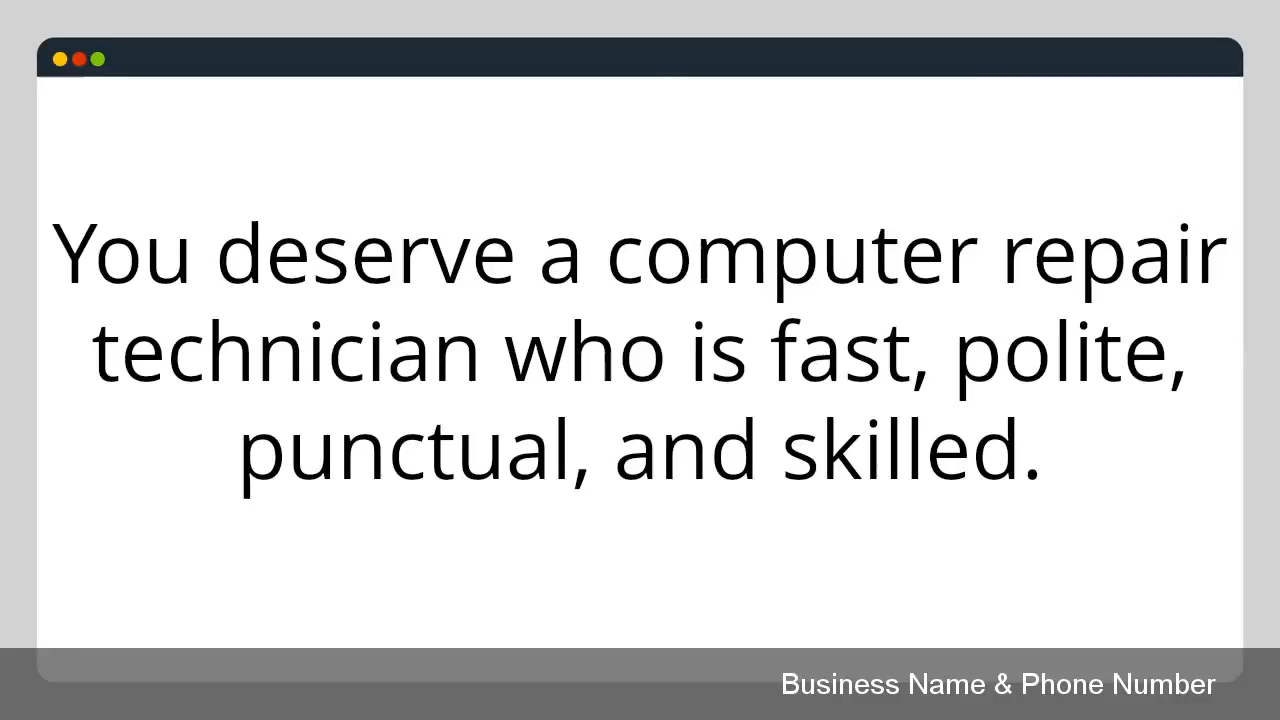 You deserve a computer repair
technician who is fast, polite,
punctual, and skilled.
Business Name & Phone Number